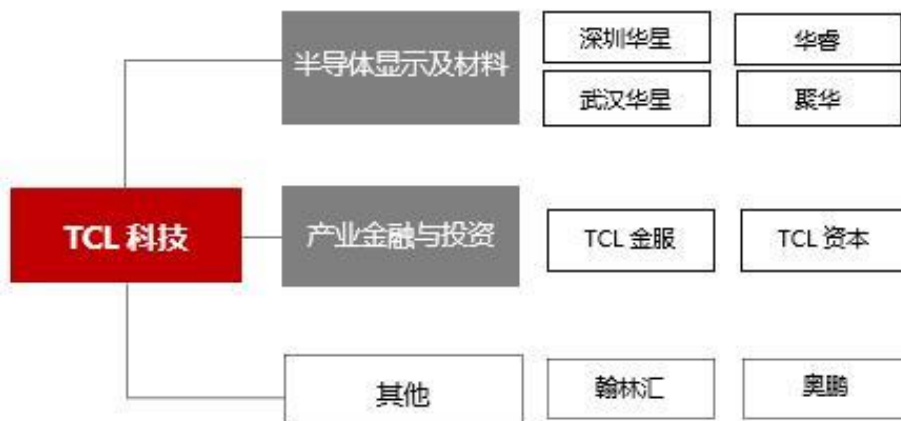 半导体显示及材料
深圳华星
华睿
武汉华星
聚华
TCL 科技
产业金融与投资
TCL 金服
TCL 资本
其他
翰林汇
奥鹏